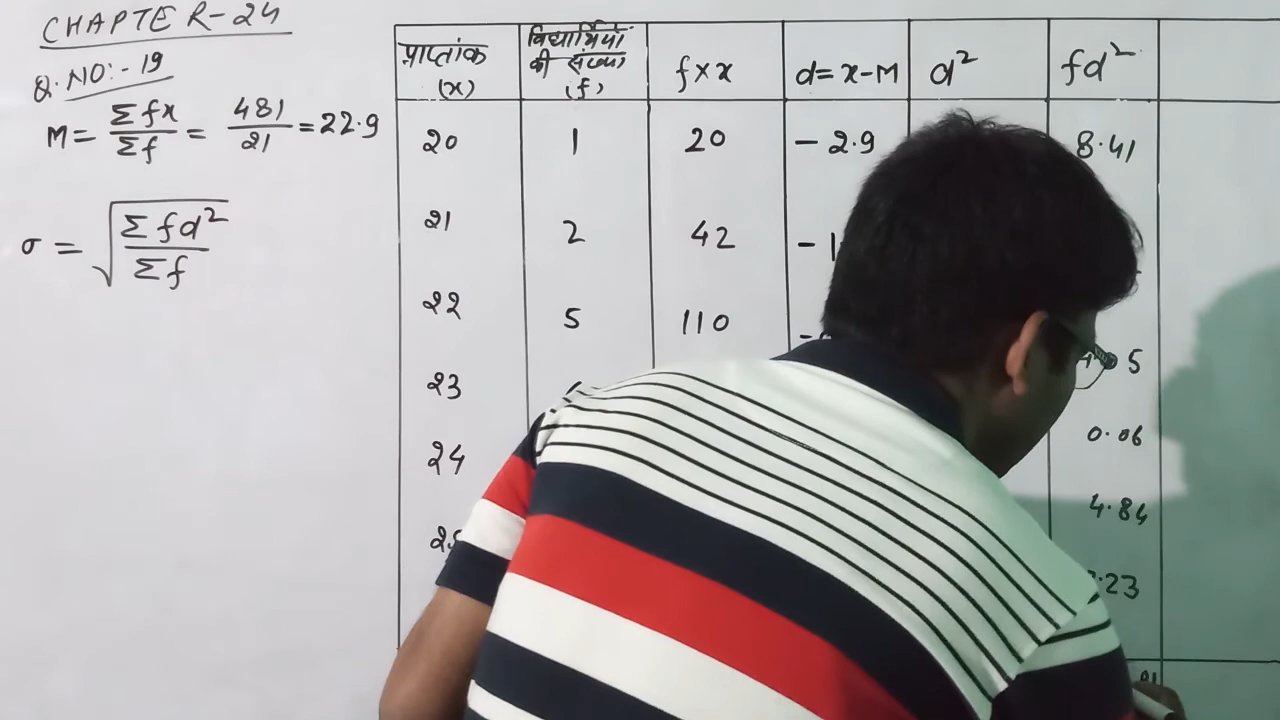 CHAPTER-24
Q.NO:-19
M= Σfx/Σf = 481/21 = 22.9
σ = √(Σfd²/Σf)
प्राप्तांक (x) विद्यार्थियों की संख्या (f) f×x d=x-M d² fd²
20 1 20 -2.9 8.41
21 2 42
22 5 110
23 0.06
24 4.84